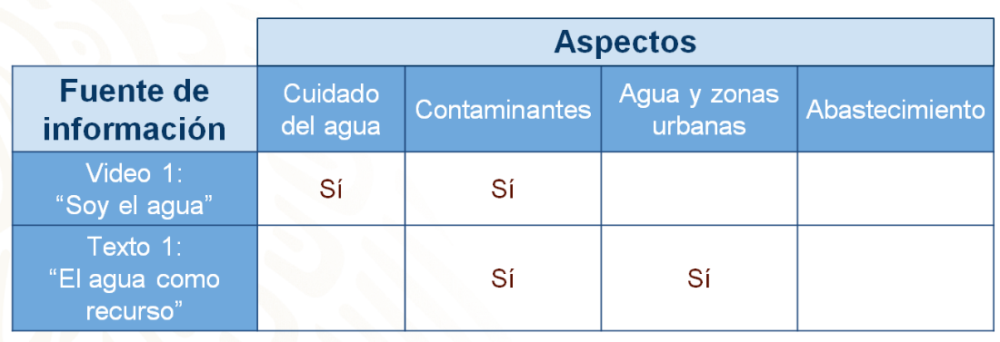 Aspectos
Fuente de
información
Cuidado
del agua
Contaminantes
Agua y zonas
urbanas
Abastecimiento
Video 1:
“Soy el agua”
Sí
Sí
Texto 1:
“El agua como
recurso”
Sí
Sí